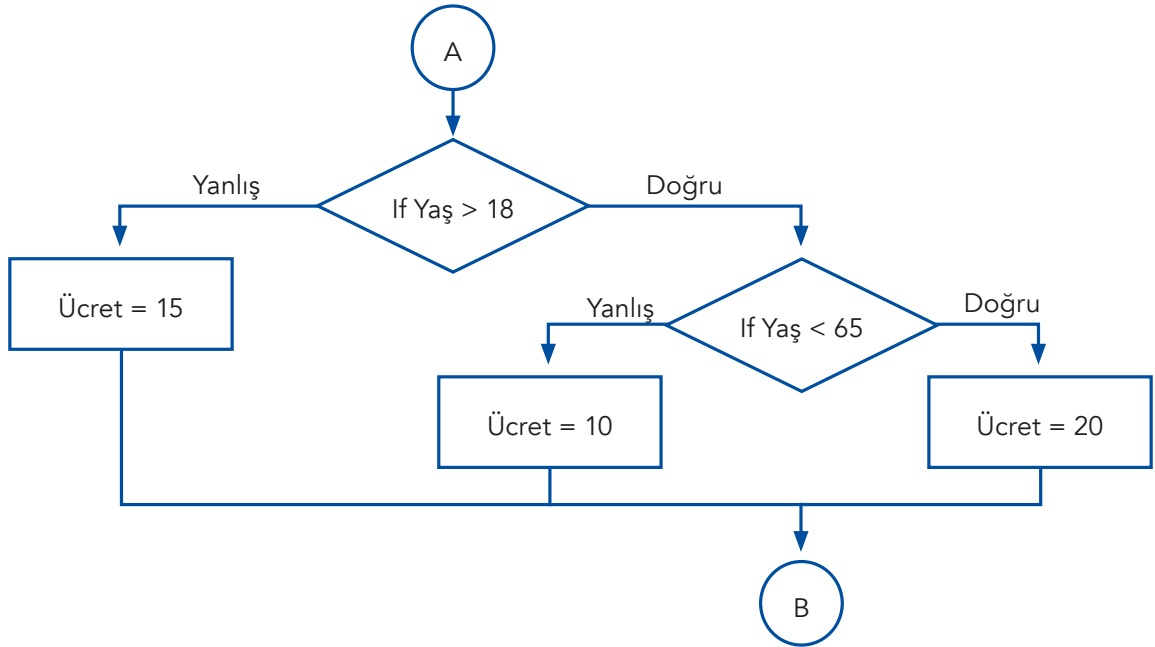 A
Yanlış
If Yaş > 18
Doğru
Ücret = 15
Yanlış
If Yaş < 65
Doğru
Ücret = 10
Ücret = 20
B